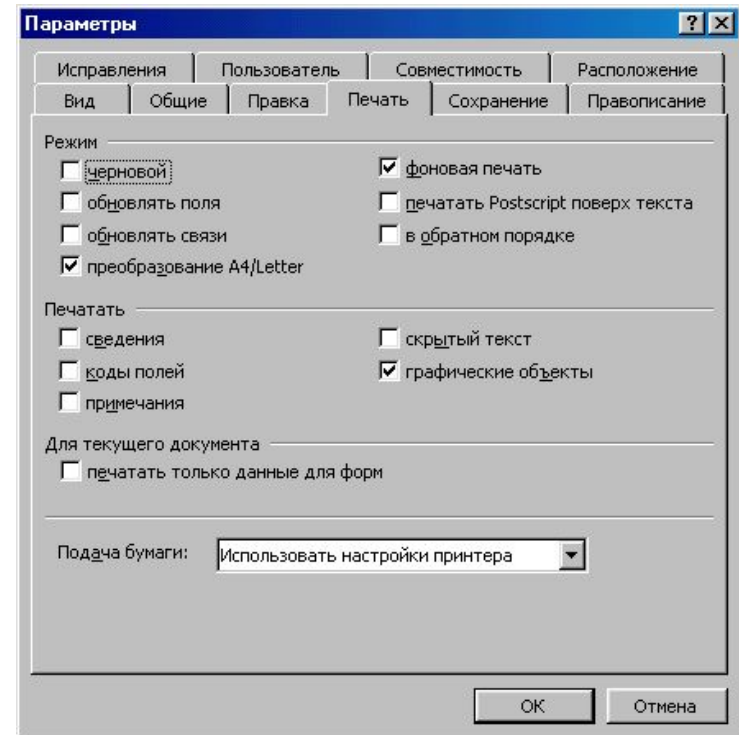 Параметры
Исправления Пользователь Совместимость Расположение
Вид Общие Правка Печать Сохранение Правописание
Режим
черновой фоновая печать
обновлять поля печатать Postscript поверх текста
обновлять связи в обратном порядке
преобразование A4/Letter
Печатать
сведения скрытый текст
коды полей графические объекты
примечания
Для текущего документа
печатать только данные для форм
Подача бумаги: Использовать настройки принтера
ОК Отмена